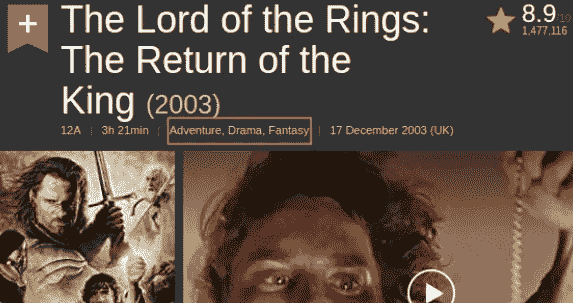 The Lord of the Rings:
The Return of the
King (2003)
8.9/10
1,477,116
12A | 3h 21min | Adventure, Drama, Fantasy | 17 December 2003 (UK)